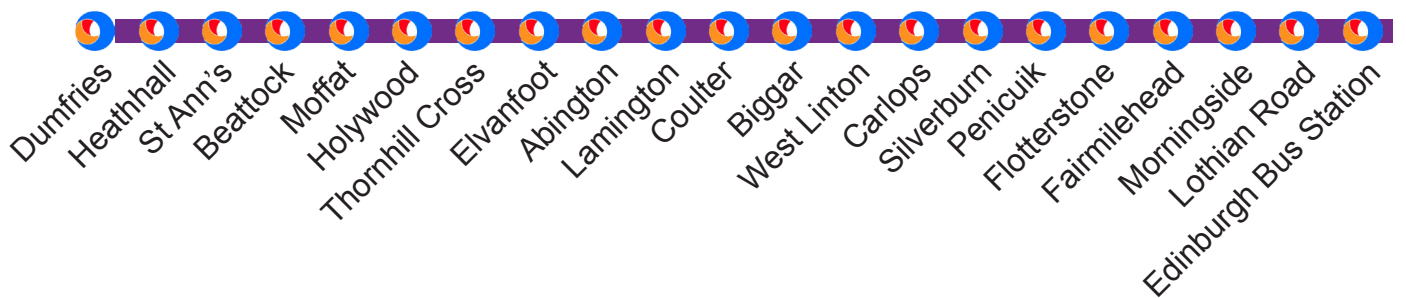 Dumfries
Heathhall
St Ann's
Beattock
Moffat
Holywood
Thornhill Cross
Elvanfoot
Abington
Lamington
Coulter
Biggar
West Linton
Carlops
Silverburn
Penicuik
Flotterstone
Fairmilehead
Morningside
Lothian Road
Edinburgh Bus Station